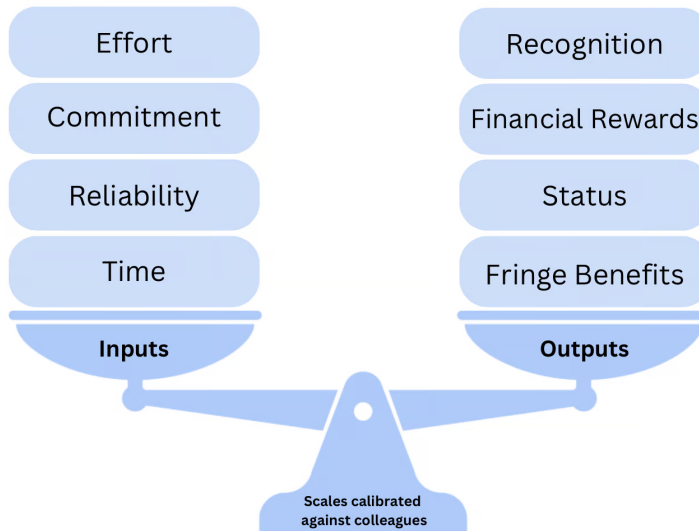 Effort
Commitment
Reliability
Time
Inputs
Recognition
Financial Rewards
Status
Fringe Benefits
Outputs
Scales calibrated
against colleagues